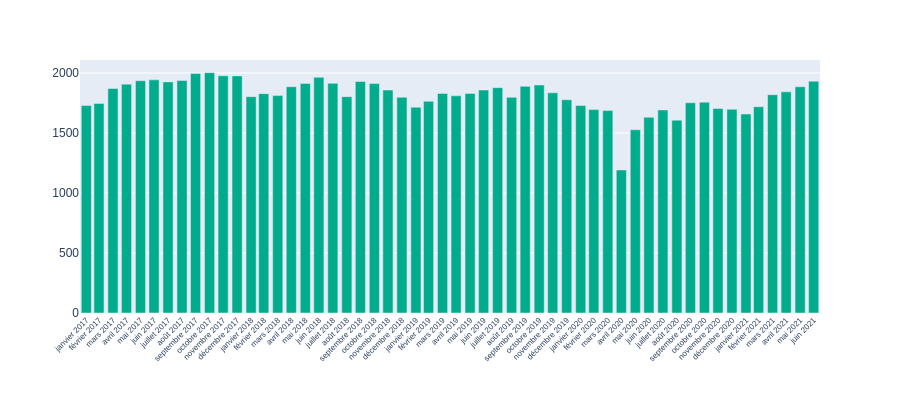 2000
1500
1000
500
0
janvier 2017
février 2017
mars 2017
avril 2017
mai 2017
juin 2017
juillet 2017
août 2017
septembre 2017
octobre 2017
novembre 2017
décembre 2017
janvier 2018
février 2018
mars 2018
avril 2018
mai 2018
juin 2018
juillet 2018
août 2018
septembre 2018
octobre 2018
novembre 2018
décembre 2018
janvier 2019
février 2019
mars 2019
avril 2019
mai 2019
juin 2019
juillet 2019
août 2019
septembre 2019
octobre 2019
novembre 2019
décembre 2019
janvier 2020
février 2020
mars 2020
avril 2020
mai 2020
juin 2020
juillet 2020
août 2020
septembre 2020
octobre 2020
novembre 2020
décembre 2020
janvier 2021
février 2021
mars 2021
avril 2021
mai 2021
juin 2021